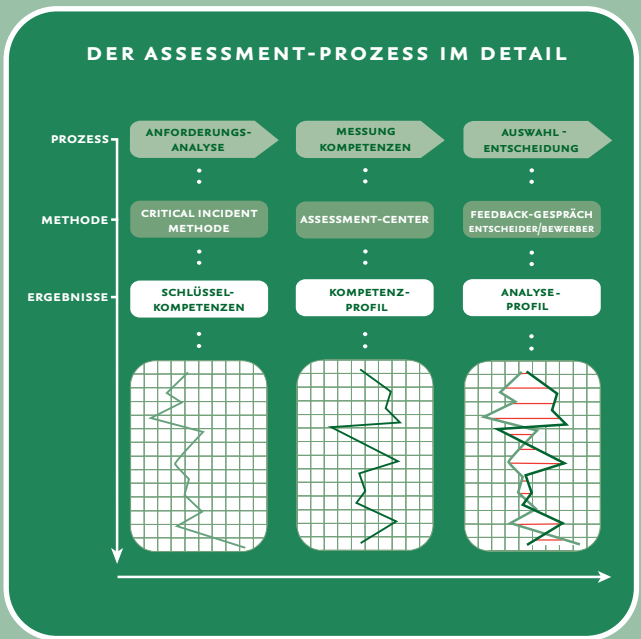 DER ASSESSMENT-PROZESS IM DETAIL
PROZESS
ANFORDERUNGS-
ANALYSE
MESSUNG
KOMPETENZEN
AUSWAHL -
ENTSCHEIDUNG
METHODE
CRITICAL INCIDENT
METHODE
ASSESSMENT-CENTER
FEEDBACK-GESPRÄCH
ENTSCHEIDER/BEWERBER
ERGEBNISSE
SCHLÜSSEL-
KOMPETENZEN
KOMPETENZ-
PROFIL
ANALYSE-
PROFIL